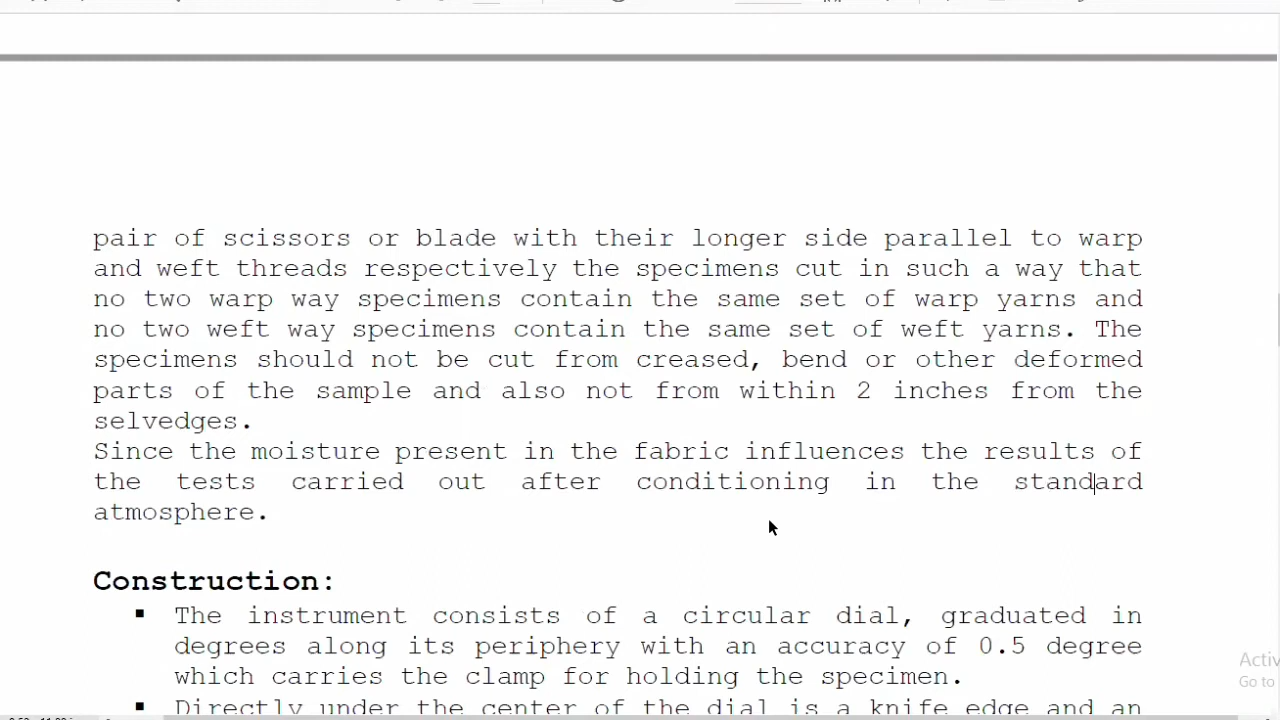 pair of scissors or blade with their longer side parallel to warp
and weft threads respectively the specimens cut in such a way that
no two warp way specimens contain the same set of warp yarns and
no two weft way specimens contain the same set of weft yarns. The
specimens should not be cut from creased, bend or other deformed
parts of the sample and also not from within 2 inches from the
selvedges.
Since the moisture present in the fabric influences the results of
the tests carried out after conditioning in the standard
atmosphere.
Construction:
▪ The instrument consists of a circular dial, graduated in
degrees along its periphery with an accuracy of 0.5 degree
which carries the clamp for holding the specimen.
▪ Directly under the center of the dial is a knife edge and an
Activ
Go to